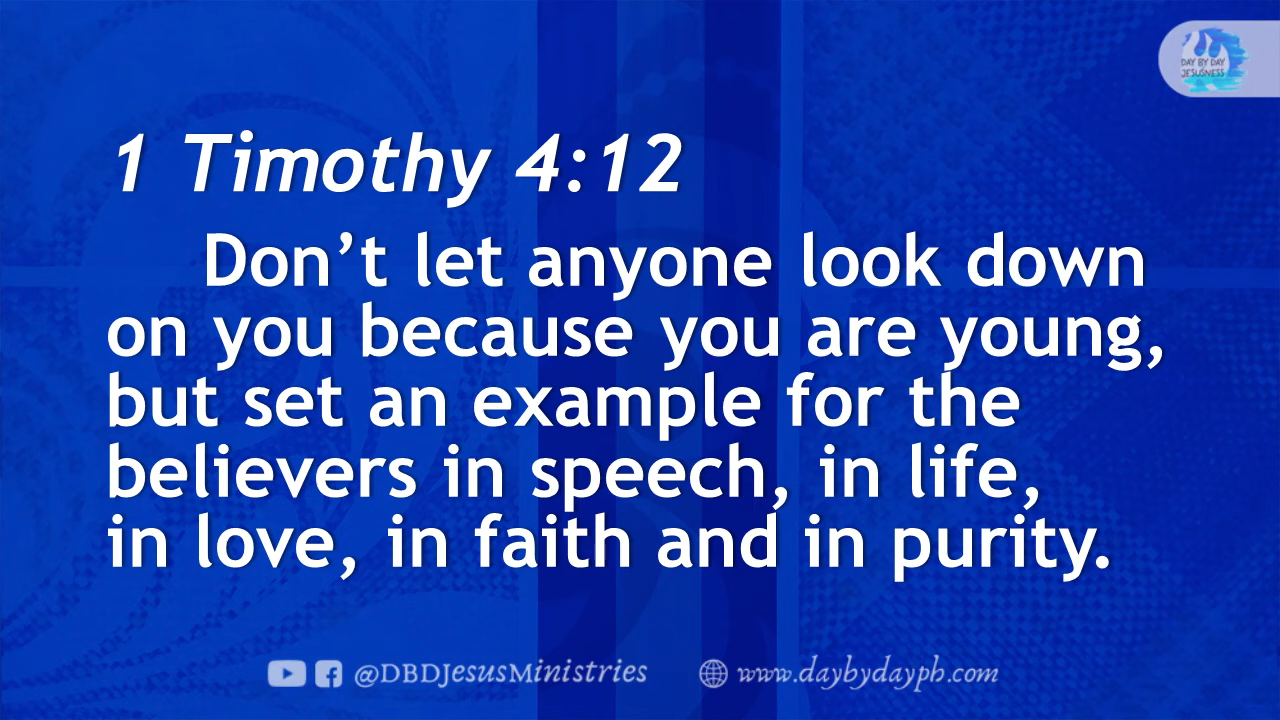 DAY BY DAY
JESUSNESS
1 Timothy 4:12
Don’t let anyone look down
on you because you are young,
but set an example for the
believers in speech, in life,
in love, in faith and in purity.
@DBDJesusMinistries www.daybydayph.com